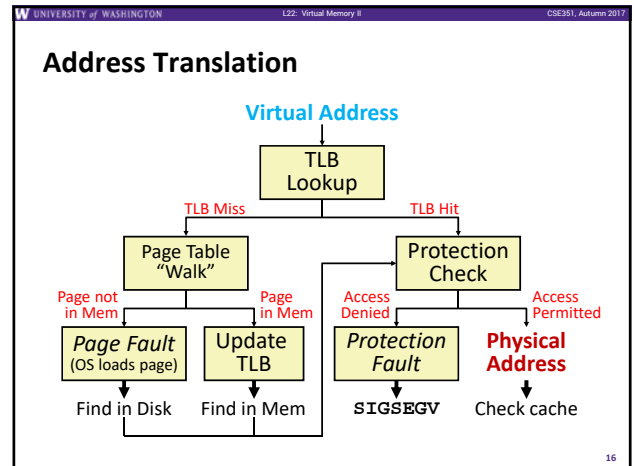 W UNIVERSITY of WASHINGTON
L22: Virtual Memory II
CSE351, Autumn 2017
Address Translation
Virtual Address
TLB
Lookup
TLB Miss
TLB Hit
Page Table
“Walk”
Protection
Check
Page not
in Mem
Page
in Mem
Access
Denied
Access
Permitted
Page Fault
(OS loads page)
Update
TLB
Protection
Fault
Physical
Address
Find in Disk
Find in Mem
SIGSEGV
Check cache
16